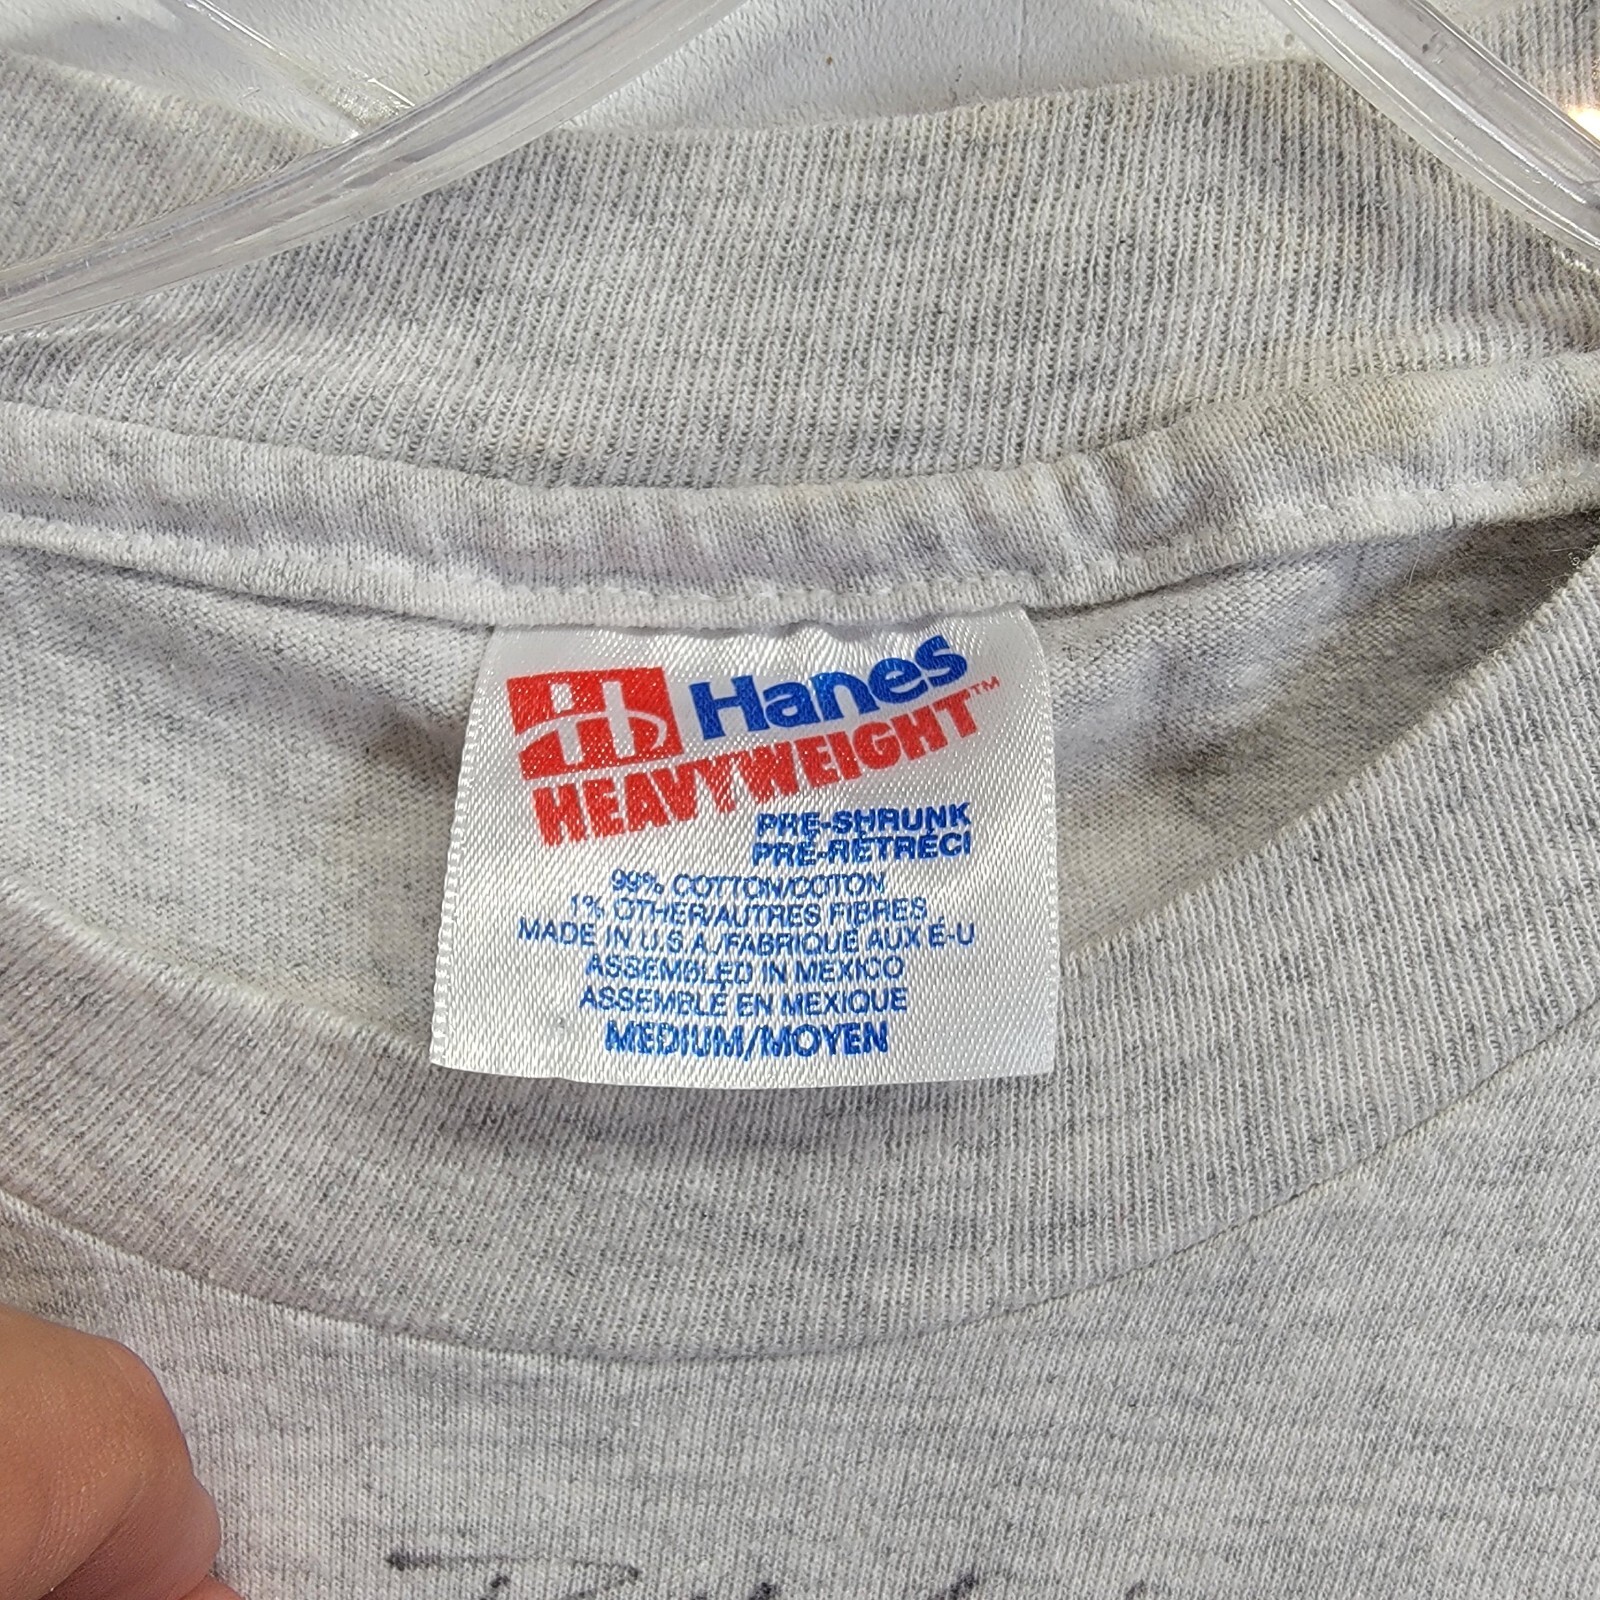 Hanes
HEAVYWEIGHT™
PRE-SHRUNK
PRÉ-RÉTRÉCI
99% COTTON/COTON
1% OTHER/AUTRES FIBRES
MADE IN U.S.A./FABRIQUÉ AUX É-U
ASSEMBLED IN MEXICO
ASSEMBLÉ EN MEXIQUE
MEDIUM/MOYEN